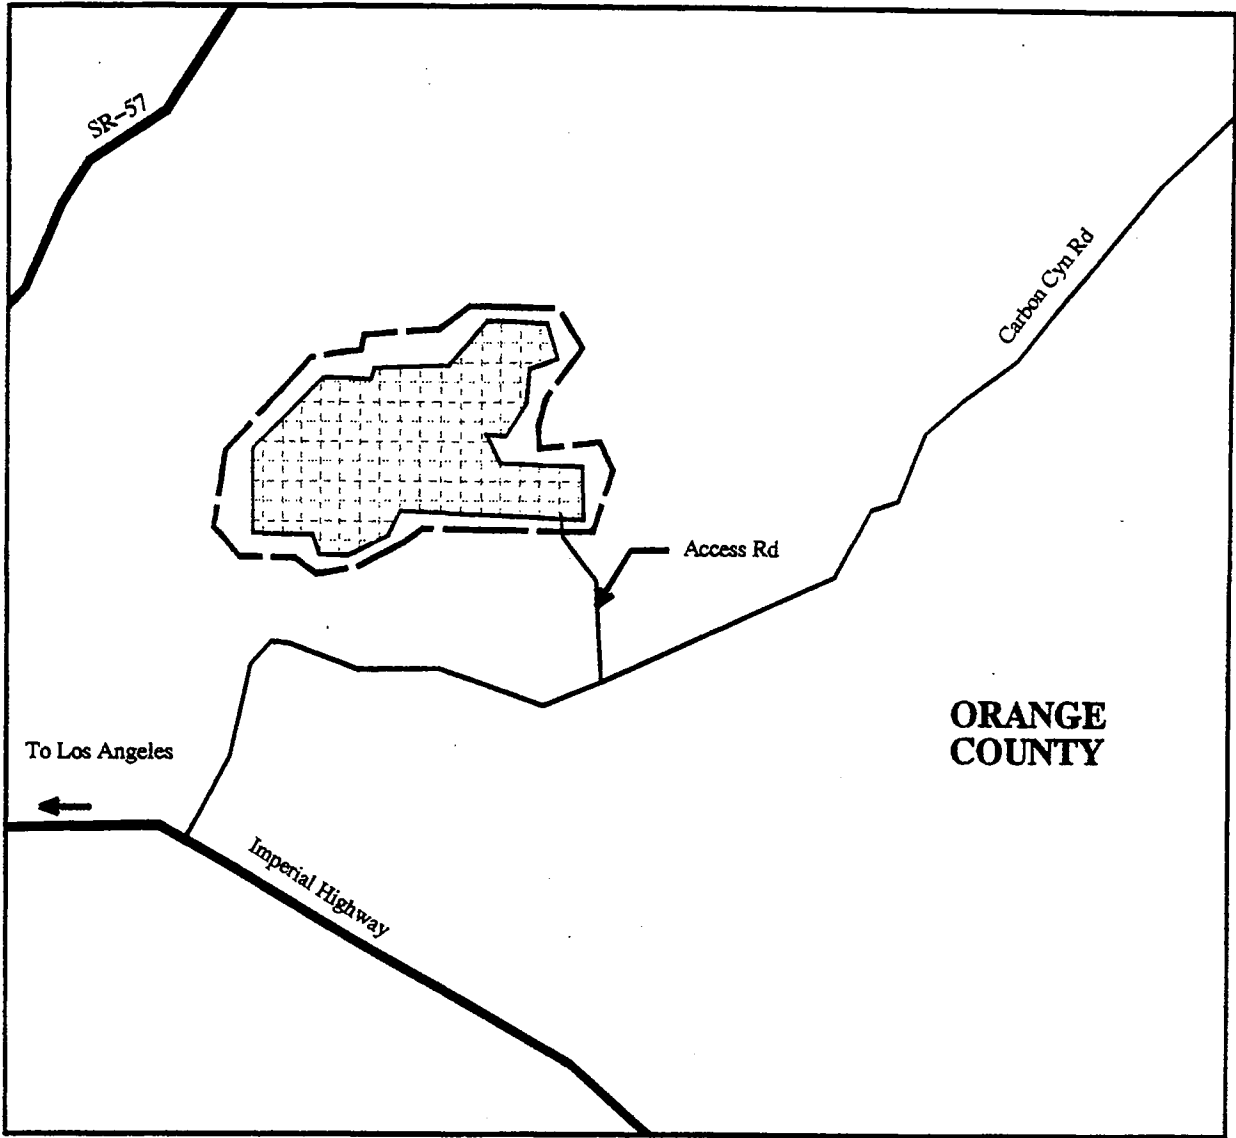 SR-57
Carbon Cyn Rd
Access Rd
ORANGE
COUNTY
To Los Angeles
Imperial Highway